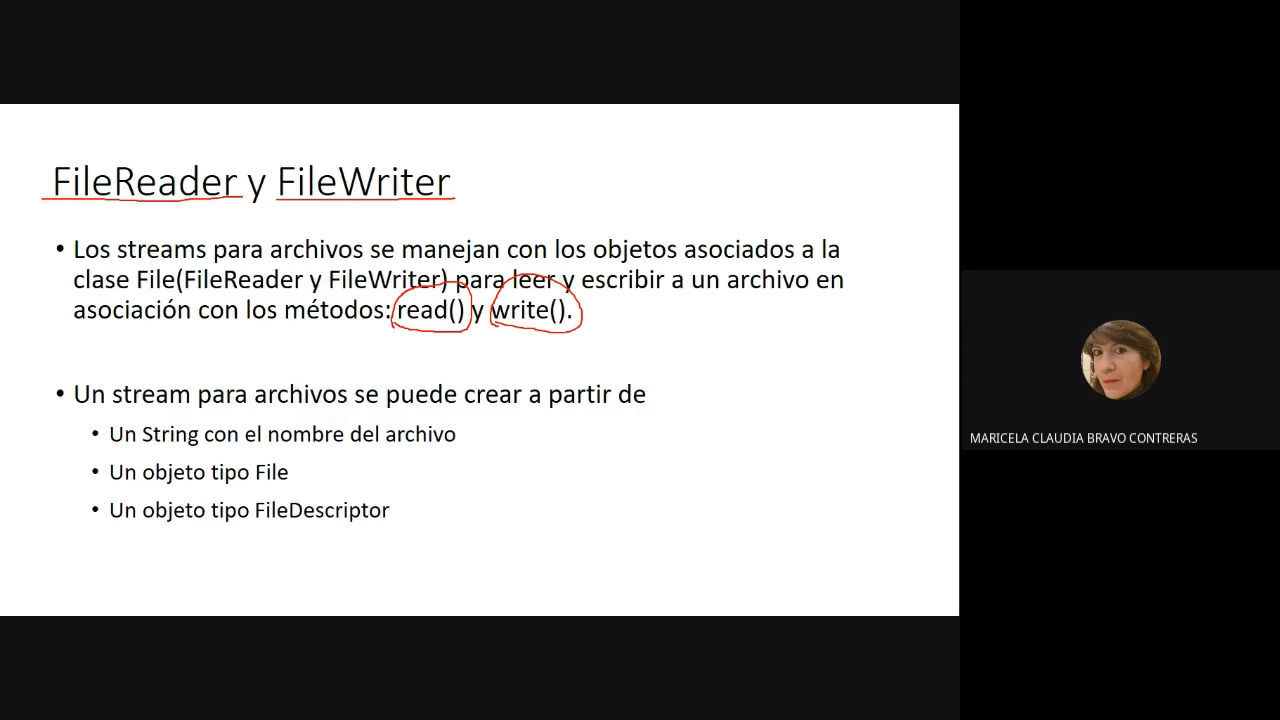 FileReader y FileWriter
• Los streams para archivos se manejan con los objetos asociados a la
clase File(FileReader y FileWriter) para leer y escribir a un archivo en
asociación con los métodos: read() y write().
• Un stream para archivos se puede crear a partir de
• Un String con el nombre del archivo
• Un objeto tipo File
• Un objeto tipo FileDescriptor
MARICELA CLAUDIA BRAVO CONTRERAS